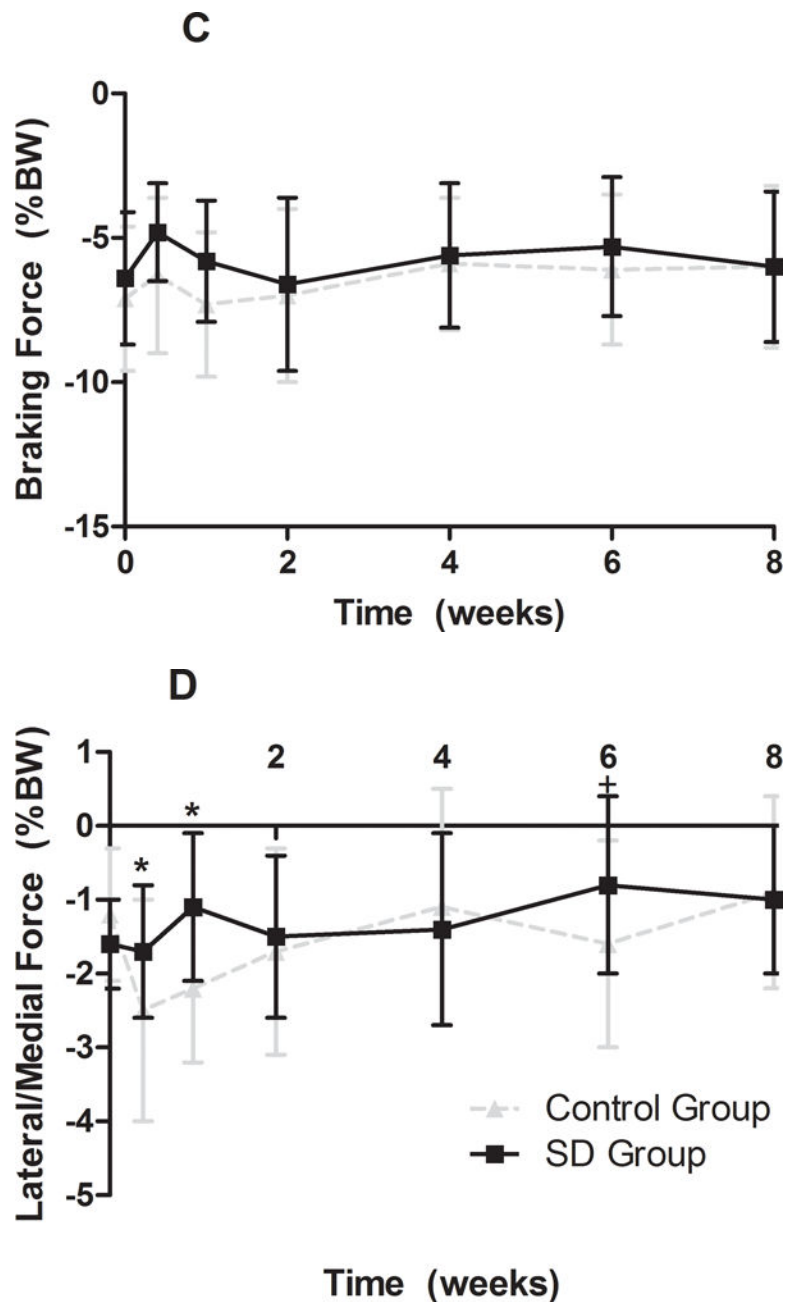 C
Braking Force (%BW)
0
-5
-10
-15
0 2 4 6 8
Time (weeks)
D
Lateral/Medial Force (%BW)
1
0
-1
-2
-3
-4
-5
2 4 6 8
* * +
Control Group
SD Group
Time (weeks)